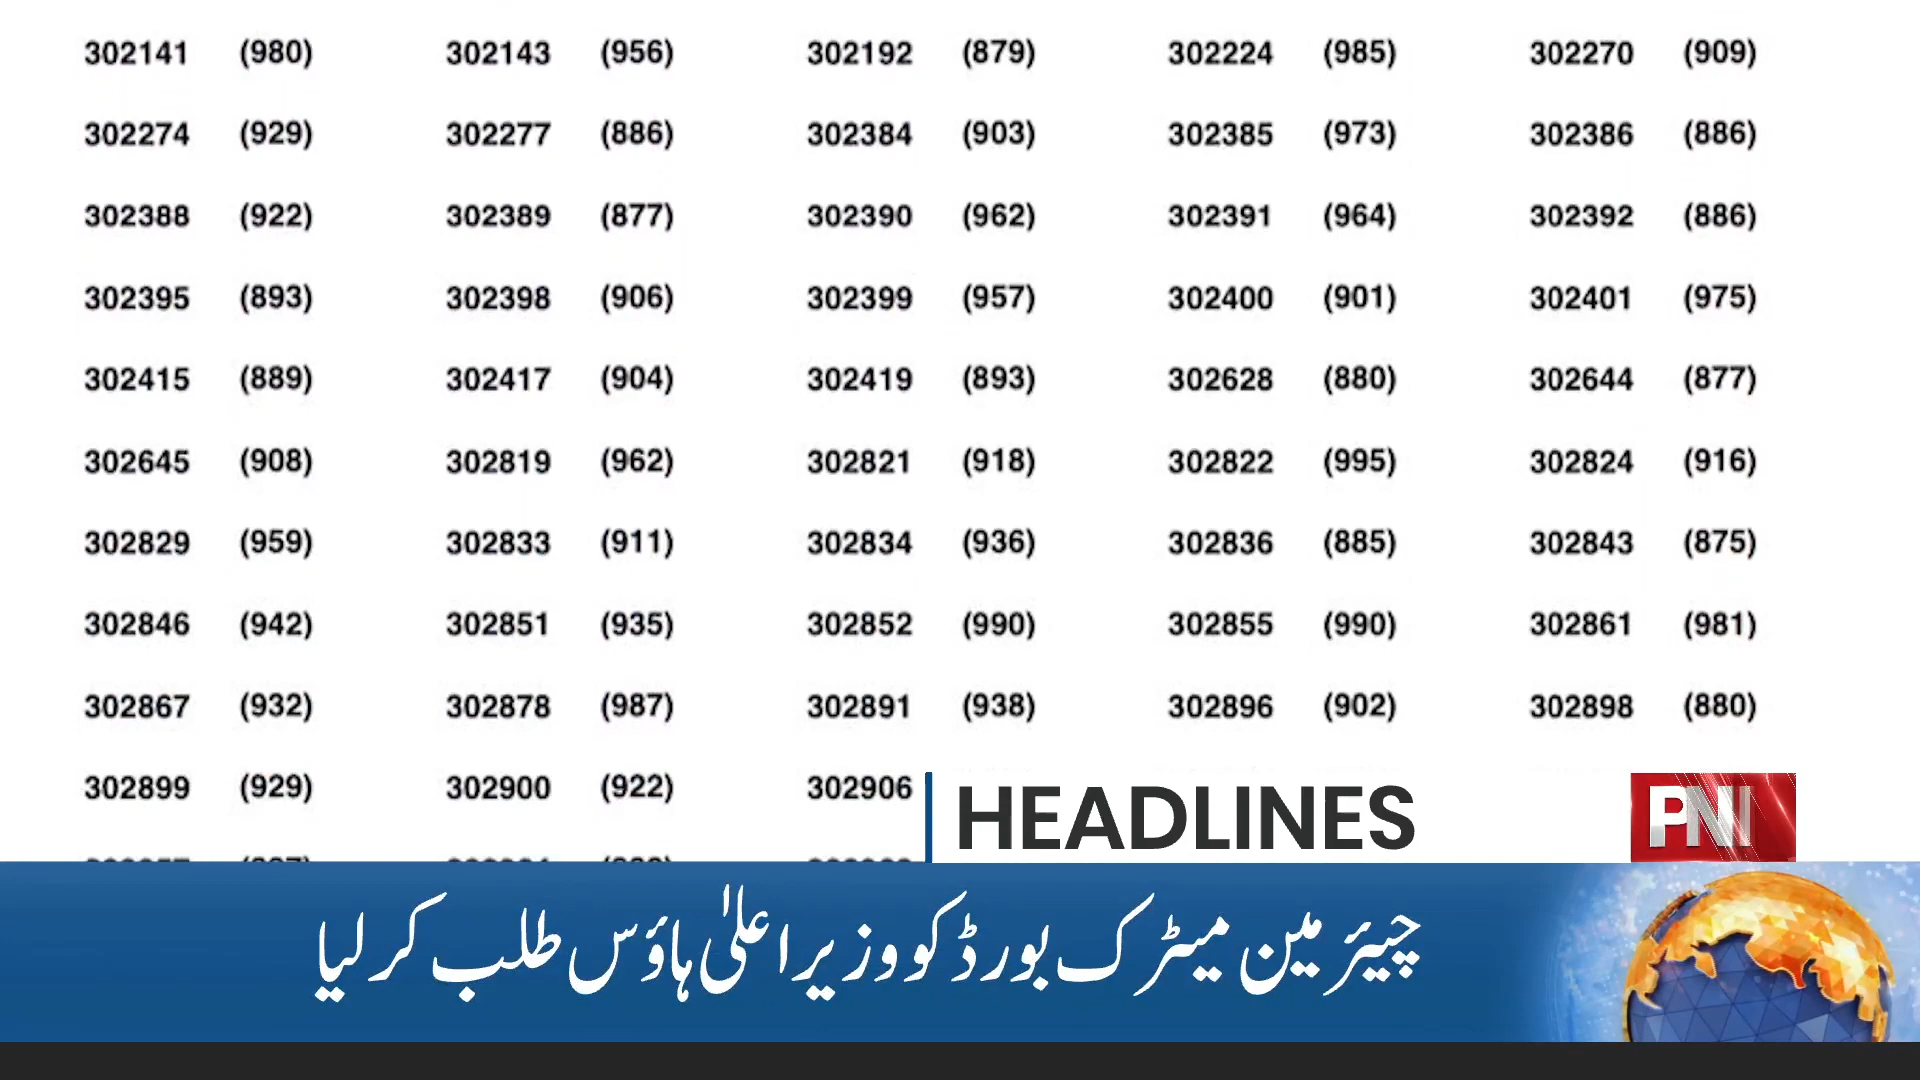 302141 (980) 302143 (956) 302192 (879) 302224 (985) 302270 (909)
302274 (929) 302277 (886) 302384 (903) 302385 (973) 302386 (886)
302388 (922) 302389 (877) 302390 (962) 302391 (964) 302392 (886)
302395 (893) 302398 (906) 302399 (957) 302400 (901) 302401 (975)
302415 (889) 302417 (904) 302419 (893) 302628 (880) 302644 (877)
302645 (908) 302819 (962) 302821 (918) 302822 (995) 302824 (916)
302829 (959) 302833 (911) 302834 (936) 302836 (885) 302843 (875)
302846 (942) 302851 (935) 302852 (990) 302855 (990) 302861 (981)
302867 (932) 302878 (987) 302891 (938) 302896 (902) 302898 (880)
302899 (929) 302900 (922) 302906
HEADLINES
PNI
چیئرمین میٹرک بورڈ کو وزیراعلیٰ ہاؤس طلب کرلیا